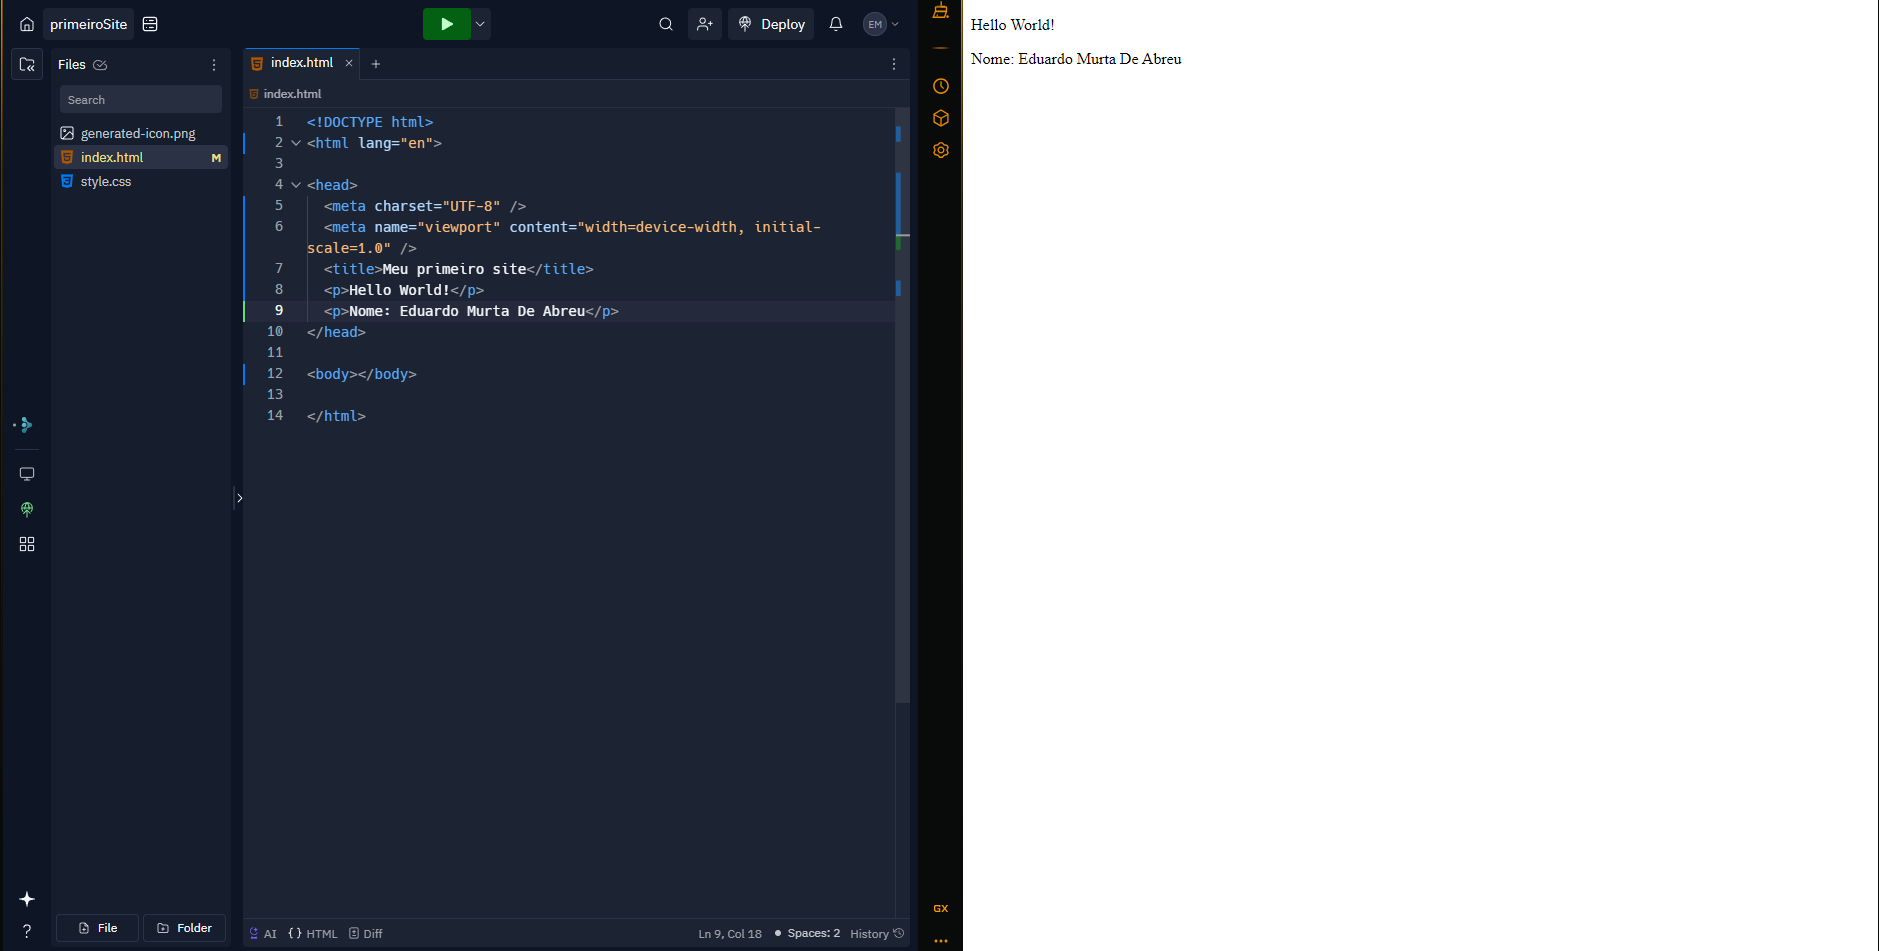 primeiroSite
Deploy
EM
Files
Search
generated-icon.png
index.html M
style.css
index.html
index.html
1 <!DOCTYPE html>
2 <html lang="en">
3
4 <head>
5 <meta charset="UTF-8" />
6 <meta name="viewport" content="width=device-width, initial-
scale=1.0" />
7 <title>Meu primeiro site</title>
8 <p>Hello World!</p>
9 <p>Nome: Eduardo Murta De Abreu</p>
10 </head>
11
12 <body></body>
13
14 </html>
File
Folder
AI
{} HTML
Diff
Ln 9, Col 18
Spaces: 2
History
GX
Hello World!
Nome: Eduardo Murta De Abreu